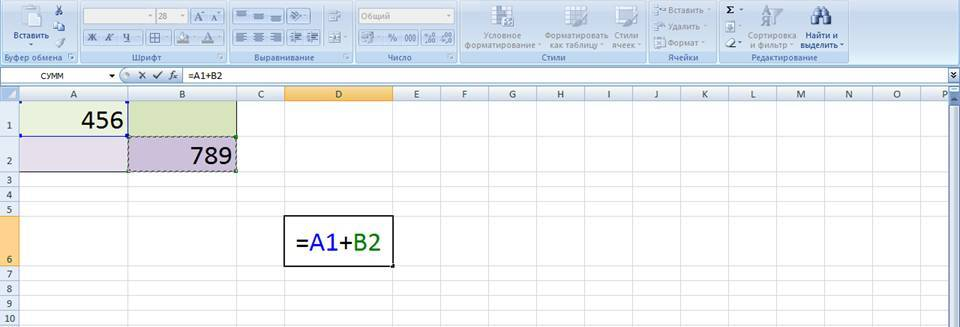 Вставить
Буфер обмена
28
Ж К Ч
Шрифт
Выравнивание
Общий
% 000
Число
Условное форматирование
Форматировать как таблицу
Стили ячеек
Стили
Вставить
Удалить
Формат
Ячейки
Σ
Сортировка и фильтр
Найти и выделить
Редактирование
СУММ
fx
=A1+B2
A B C D E F G H I J K L M N O P
1 456
2 789
3
4
5
6 =A1+B2
7
8
9
10